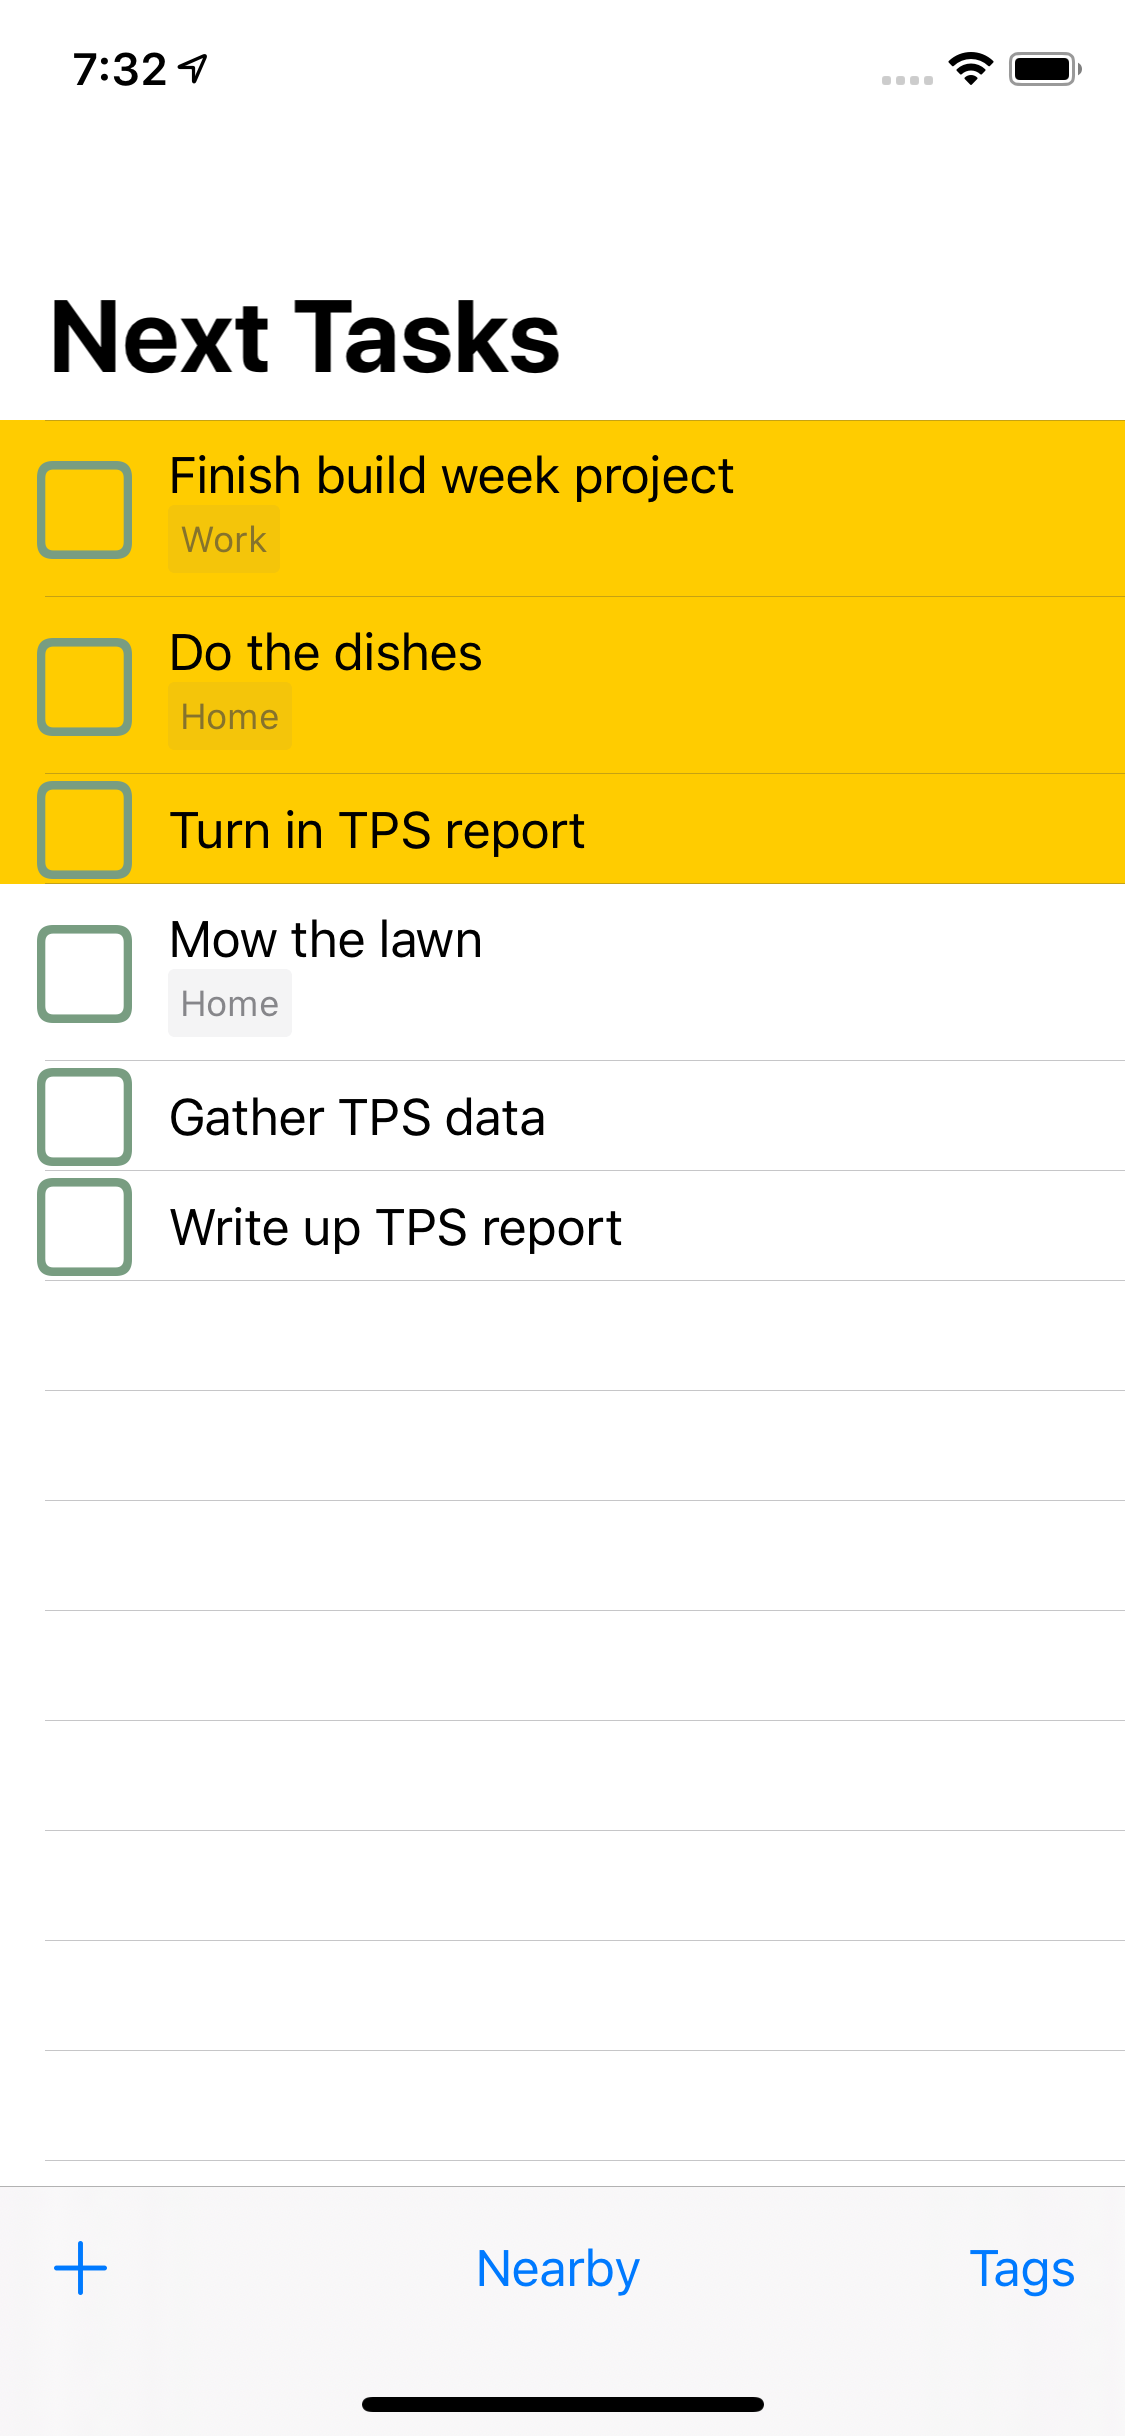 7:32
Next Tasks
Finish build week project
Work
Do the dishes
Home
Turn in TPS report
Mow the lawn
Home
Gather TPS data
Write up TPS report
Nearby
Tags